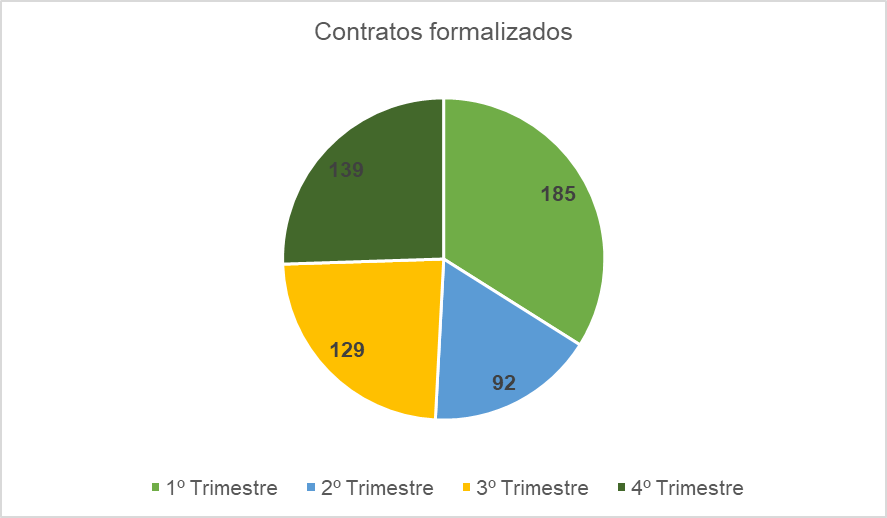 Contratos formalizados
139
185
129
92
1º Trimestre
2º Trimestre
3º Trimestre
4º Trimestre